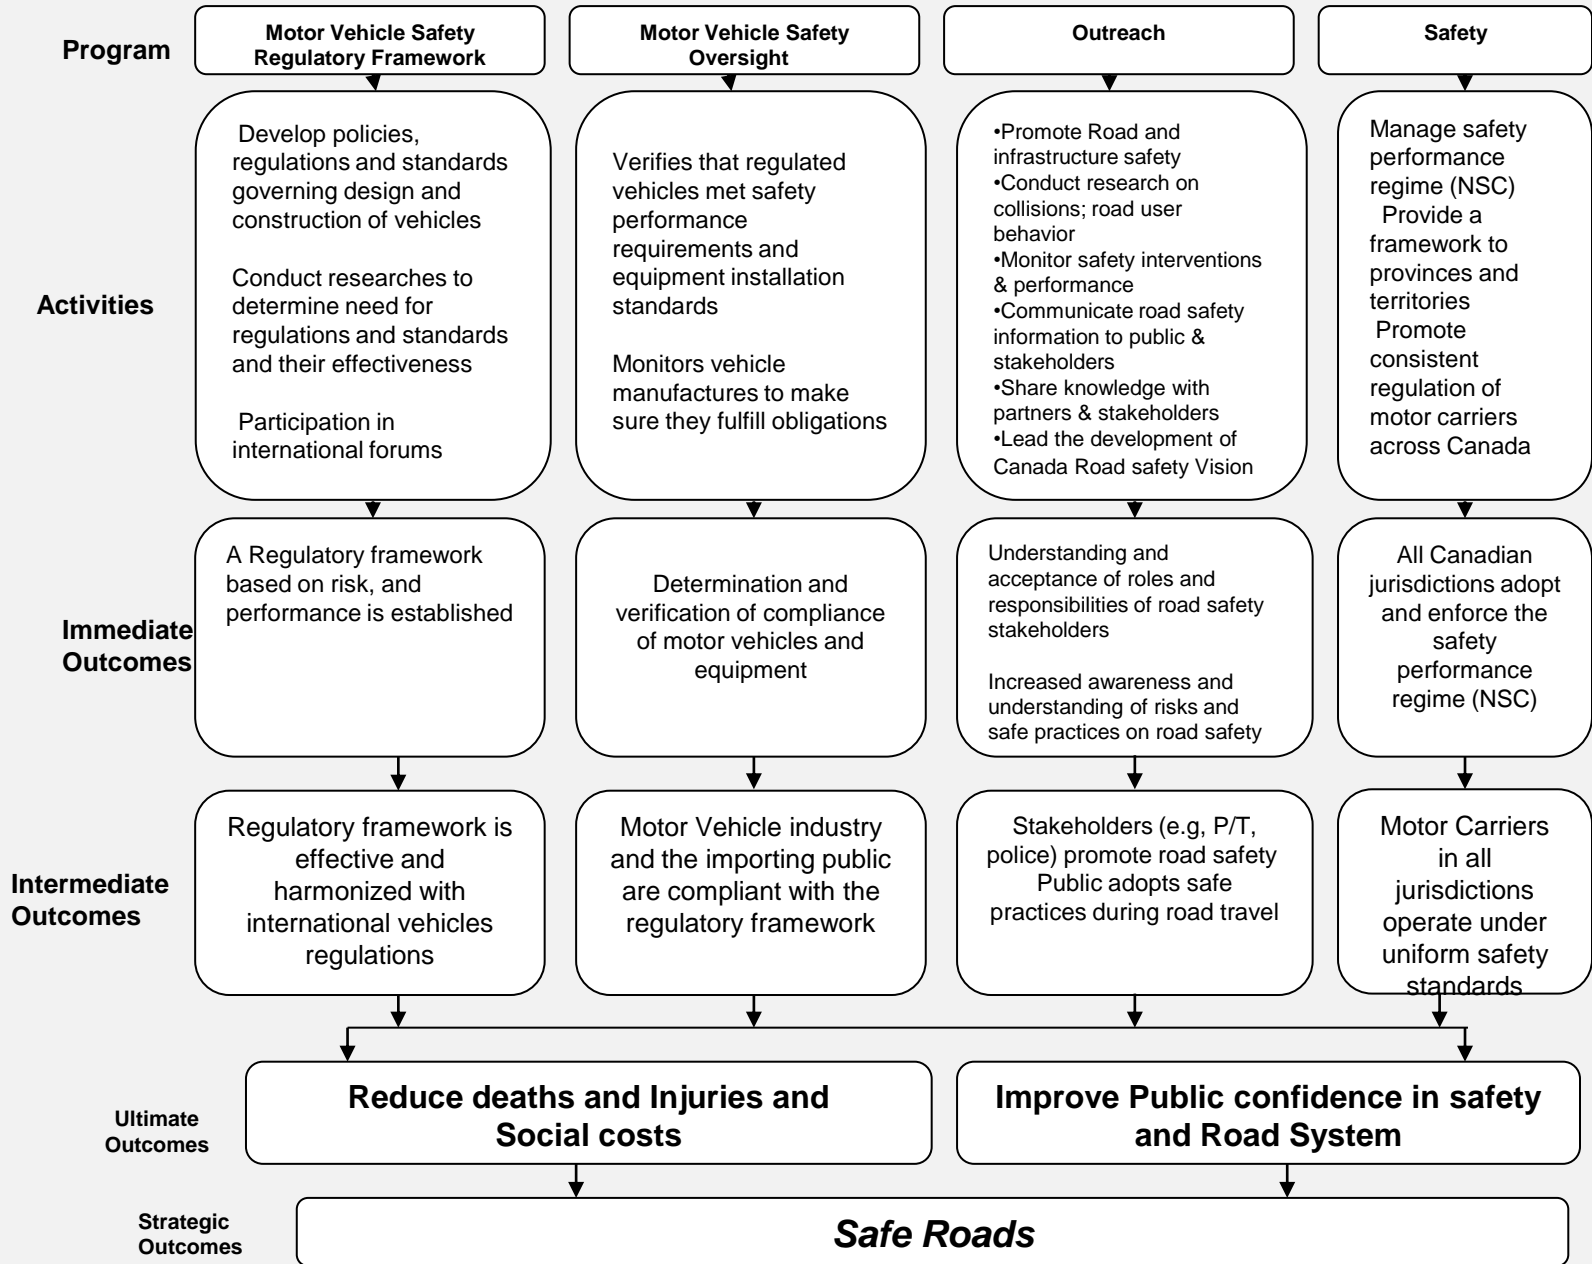 Program
Motor Vehicle Safety
Regulatory Framework
Motor Vehicle Safety
Oversight
Outreach
Safety
Activities
Develop policies,
regulations and standards
governing design and
construction of vehicles
Conduct researches to
determine need for
regulations and standards
and their effectiveness
Participation in
international forums
Verifies that regulated
vehicles met safety
performance
requirements and
equipment installation
standards
Monitors vehicle
manufactures to make
sure they fulfill obligations
•Promote Road and
infrastructure safety
•Conduct research on
collisions; road user
behavior
•Monitor safety interventions
& performance
•Communicate road safety
information to public &
stakeholders
•Share knowledge with
partners & stakeholders
•Lead the development of
Canada Road safety Vision
Manage safety
performance
regime (NSC)
Provide a
framework to
provinces and
territories
Promote
consistent
regulation of
motor carriers
across Canada
Immediate
Outcomes
A Regulatory framework
based on risk, and
performance is established
Determination and
verification of compliance
of motor vehicles and
equipment
Understanding and
acceptance of roles and
responsibilities of road safety
stakeholders
Increased awareness and
understanding of risks and
safe practices on road safety
All Canadian
jurisdictions adopt
and enforce the
safety
performance
regime (NSC)
Intermediate
Outcomes
Regulatory framework is
effective and
harmonized with
international vehicles
regulations
Motor Vehicle industry
and the importing public
are compliant with the
regulatory framework
Stakeholders (e.g, P/T,
police) promote road safety
Public adopts safe
practices during road travel
Motor Carriers
in all
jurisdictions
operate under
uniform safety
standards
Ultimate
Outcomes
Reduce deaths and Injuries and
Social costs
Improve Public confidence in safety
and Road System
Strategic
Outcomes
Safe Roads